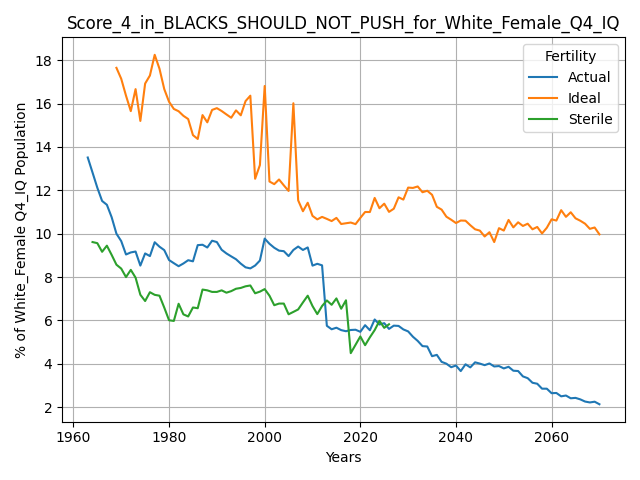 Score_4_in_BLACKS_SHOULD_NOT_PUSH_for_White_Female_Q4_IQ
% of White_Female Q4_IQ Population
18
16
14
12
10
8
6
4
2
Fertility
Actual
Ideal
Sterile
1960 1980 2000 2020 2040 2060
Years